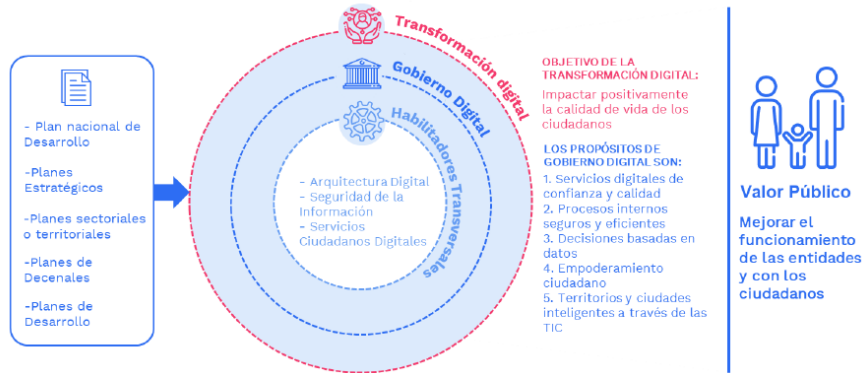 - Plan nacional de
Desarrollo
-Planes
Estratégicos
-Planes sectoriales
o territoriales
-Planes de
Decenales
-Planes de
Desarrollo
Transformación digital
Gobierno Digital
Habilitadores Transversales
- Arquitectura Digital
- Seguridad de la
Información
- Servicios
Ciudadanos Digitales
OBJETIVO DE LA
TRANSFORMACIÓN DIGITAL:
Impactar positivamente
la calidad de vida de los
ciudadanos
LOS PROPÓSITOS DE
GOBIERNO DIGITAL SON:
1. Servicios digitales de
confianza y calidad
2. Procesos internos
seguros y eficientes
3. Decisiones basadas en
datos
4. Empoderamiento
ciudadano
5. Territorios y ciudades
inteligentes a través de las
TIC
Valor Público
Mejorar el
funcionamiento
de las entidades
y con los
ciudadanos